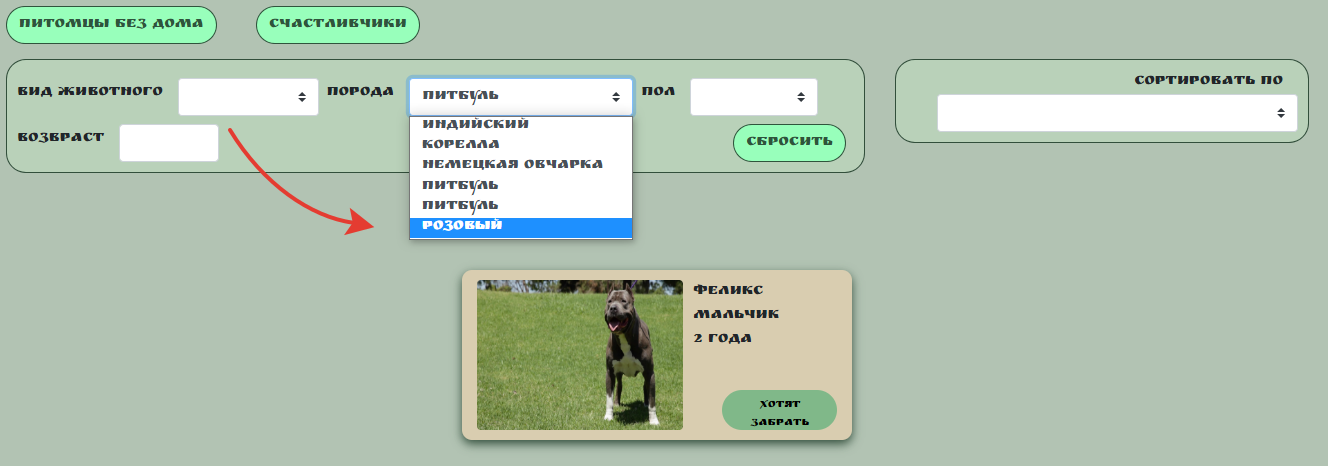 ПИТОМЦЫ БЕЗ ДОМА
СЧАСТЛИВЧИКИ
ВИД ЖИВОТНОГО
ПОРОДА
ПИТБУЛЬ
ПОЛ
СОРТИРОВАТЬ ПО
ВОЗВРАСТ
СБРОСИТЬ
ИНДИЙСКИЙ
КОРЕЛЛА
НЕМЕЦКАЯ ОВЧАРКА
ПИТБУЛЬ
ПИТБУЛЬ
РОЗОВЫЙ
ФЕЛИКС
МАЛЬЧИК
2 ГОДА
ХОТЯТ
ЗАБРАТЬ